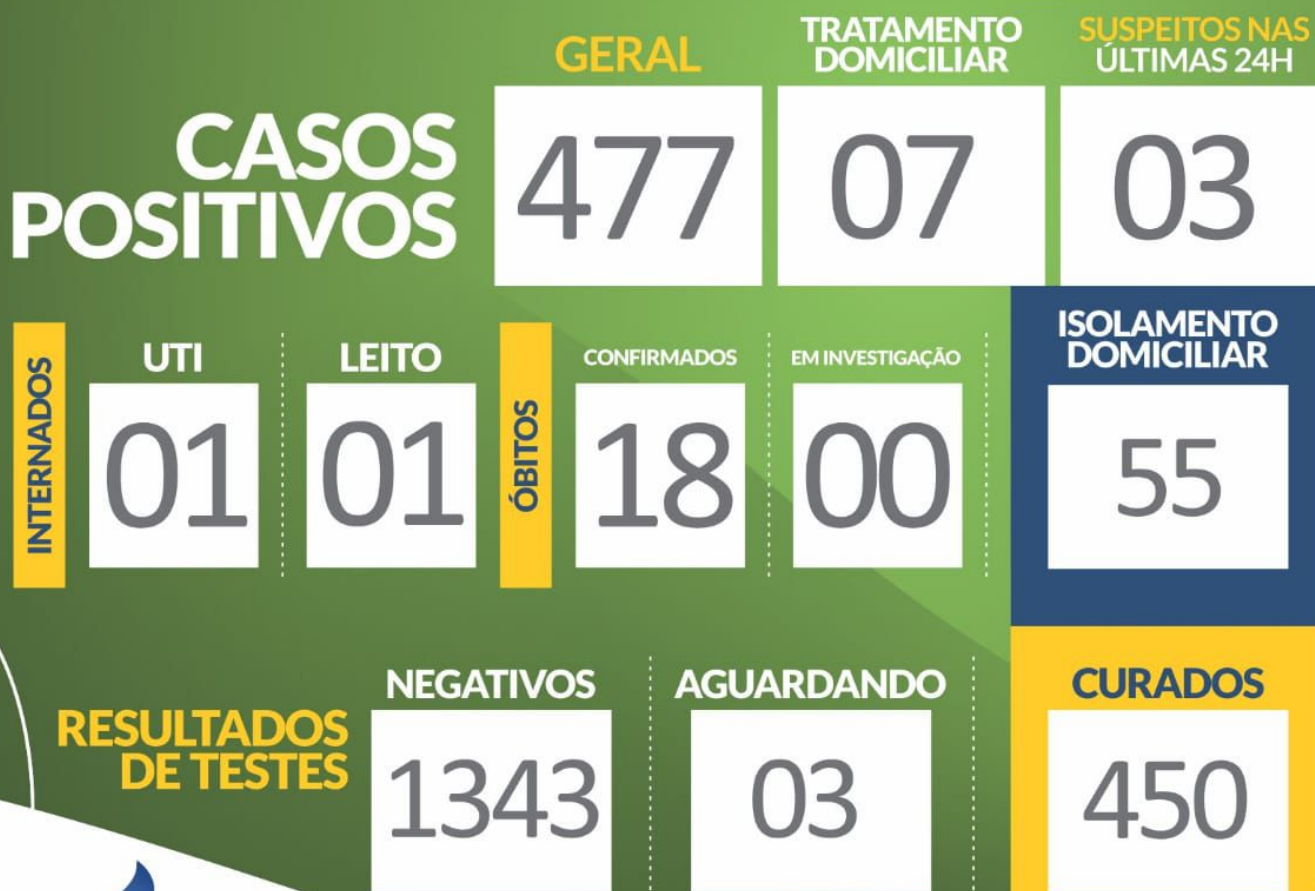 GERAL
TRATAMENTO
DOMICILIAR
SUSPEITOS NAS
ÚLTIMAS 24H
CASOS
POSITIVOS
477
07
03
INTERNADOS
UTI
01
LEITO
01
ÓBITOS
CONFIRMADOS
18
EM INVESTIGAÇÃO
00
ISOLAMENTO
DOMICILIAR
55
RESULTADOS
DE TESTES
NEGATIVOS
1343
AGUARDANDO
03
CURADOS
450